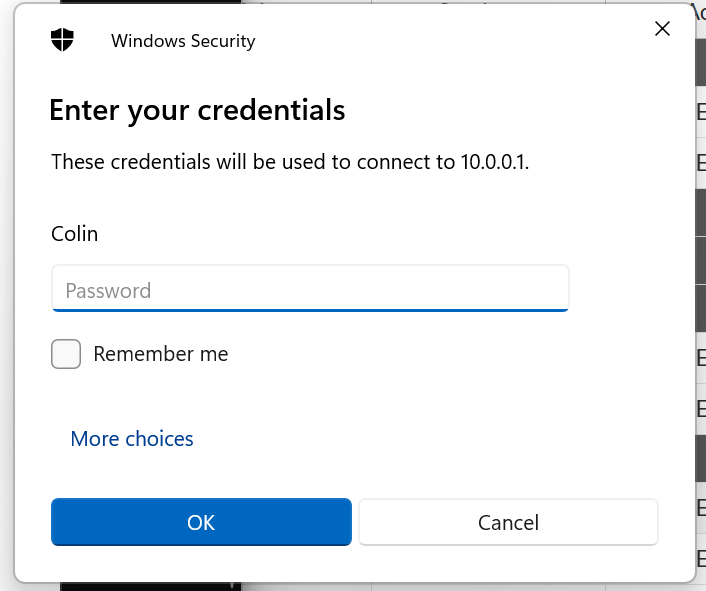 Windows Security
Enter your credentials
These credentials will be used to connect to 10.0.0.1.
Colin
Password
Remember me
More choices
OK
Cancel